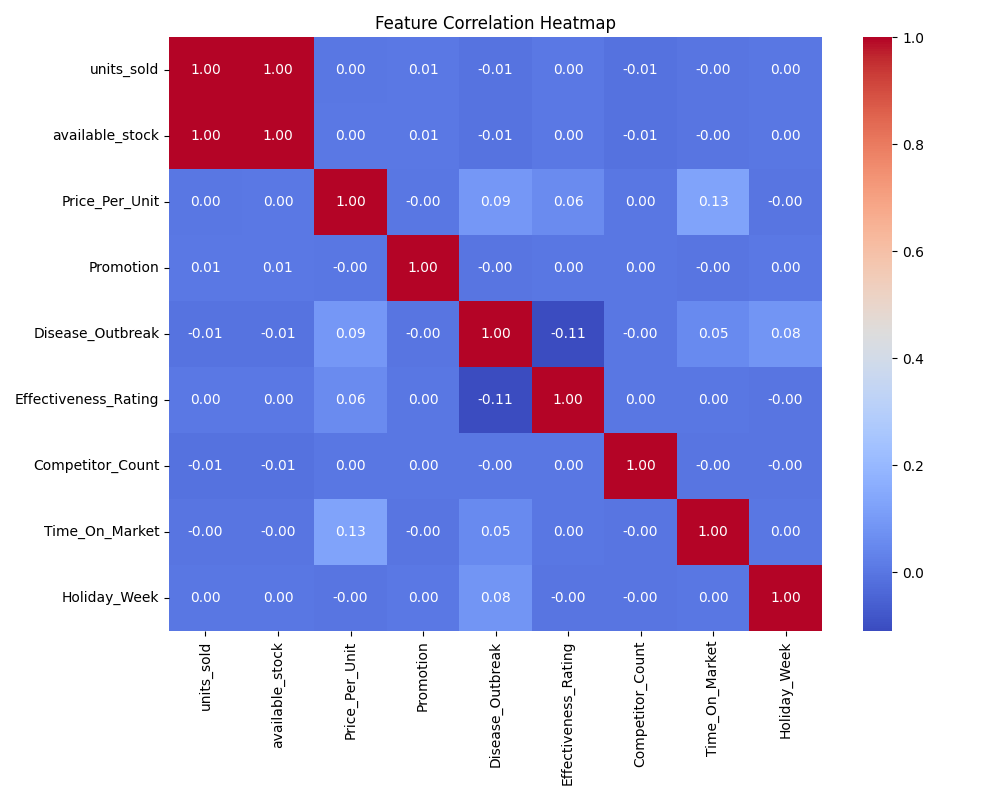 Feature Correlation Heatmap
units_sold 1.00 1.00 0.00 0.01 -0.01 0.00 -0.01 -0.00 0.00
available_stock 1.00 1.00 0.00 0.01 -0.01 0.00 -0.01 -0.00 0.00
Price_Per_Unit 0.00 0.00 1.00 -0.00 0.09 0.06 0.00 0.13 -0.00
Promotion 0.01 0.01 -0.00 1.00 -0.00 0.00 0.00 -0.00 0.00
Disease_Outbreak -0.01 -0.01 0.09 -0.00 1.00 -0.11 -0.00 0.05 0.08
Effectiveness_Rating 0.00 0.00 0.06 0.00 -0.11 1.00 0.00 0.00 -0.00
Competitor_Count -0.01 -0.01 0.00 0.00 -0.00 0.00 1.00 -0.00 -0.00
Time_On_Market -0.00 -0.00 0.13 -0.00 0.05 0.00 -0.00 1.00 0.00
Holiday_Week 0.00 0.00 -0.00 0.00 0.08 -0.00 -0.00 0.00 1.00
units_sold
available_stock
Price_Per_Unit
Promotion
Disease_Outbreak
Effectiveness_Rating
Competitor_Count
Time_On_Market
Holiday_Week
1.0
0.8
0.6
0.4
0.2
0.0